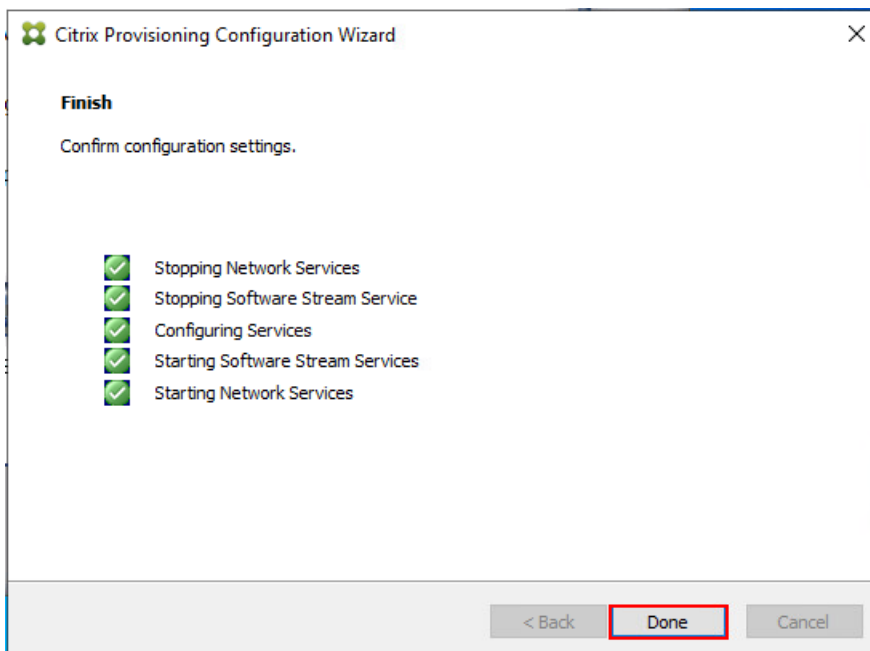 Citrix Provisioning Configuration Wizard
Finish
Confirm configuration settings.
Stopping Network Services
Stopping Software Stream Service
Configuring Services
Starting Software Stream Services
Starting Network Services
< Back Done Cancel